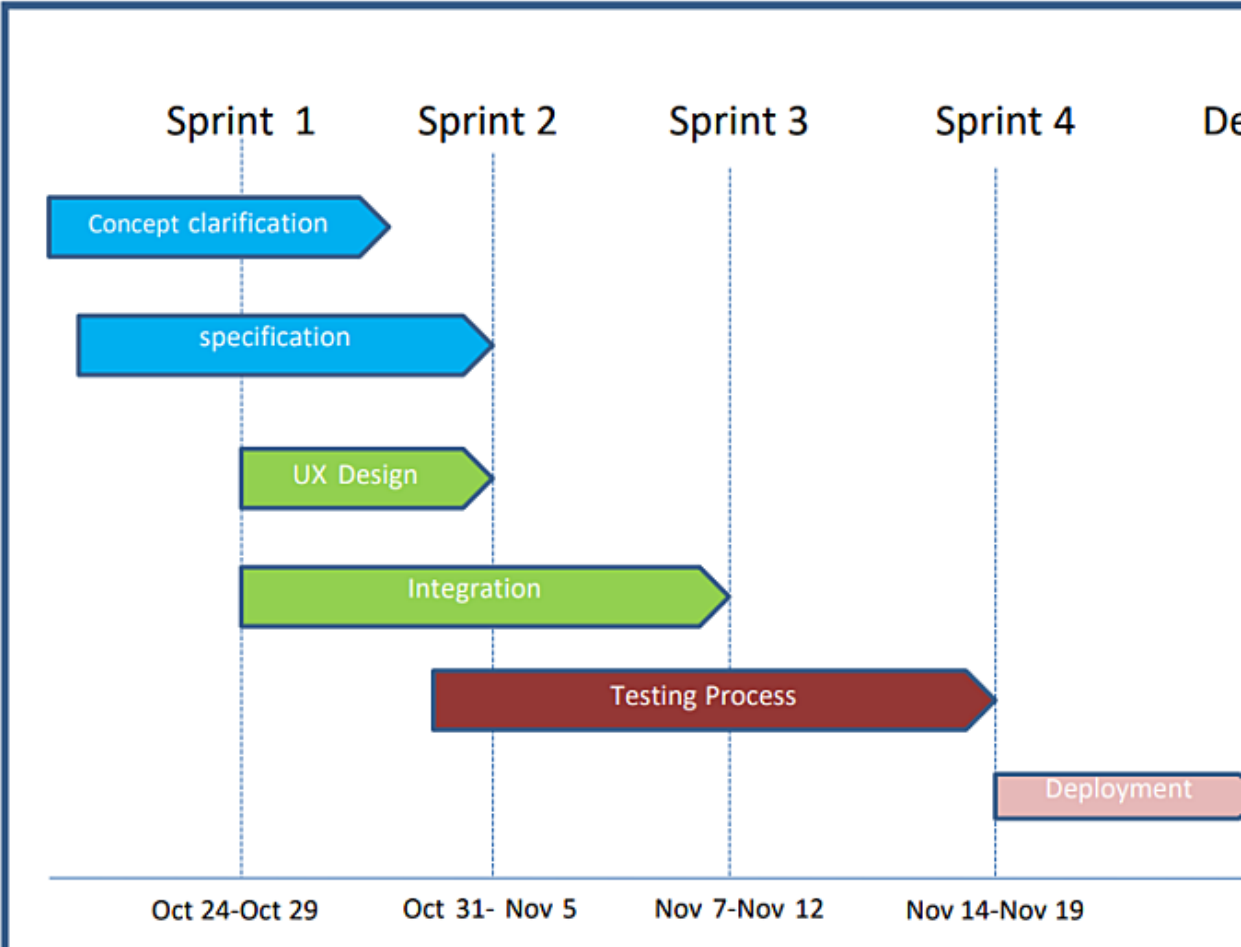 Sprint 1 Sprint 2 Sprint 3 Sprint 4 De
Concept clarification
specification
UX Design
Integration
Testing Process
Deployment
Oct 24-Oct 29 Oct 31- Nov 5 Nov 7-Nov 12 Nov 14-Nov 19